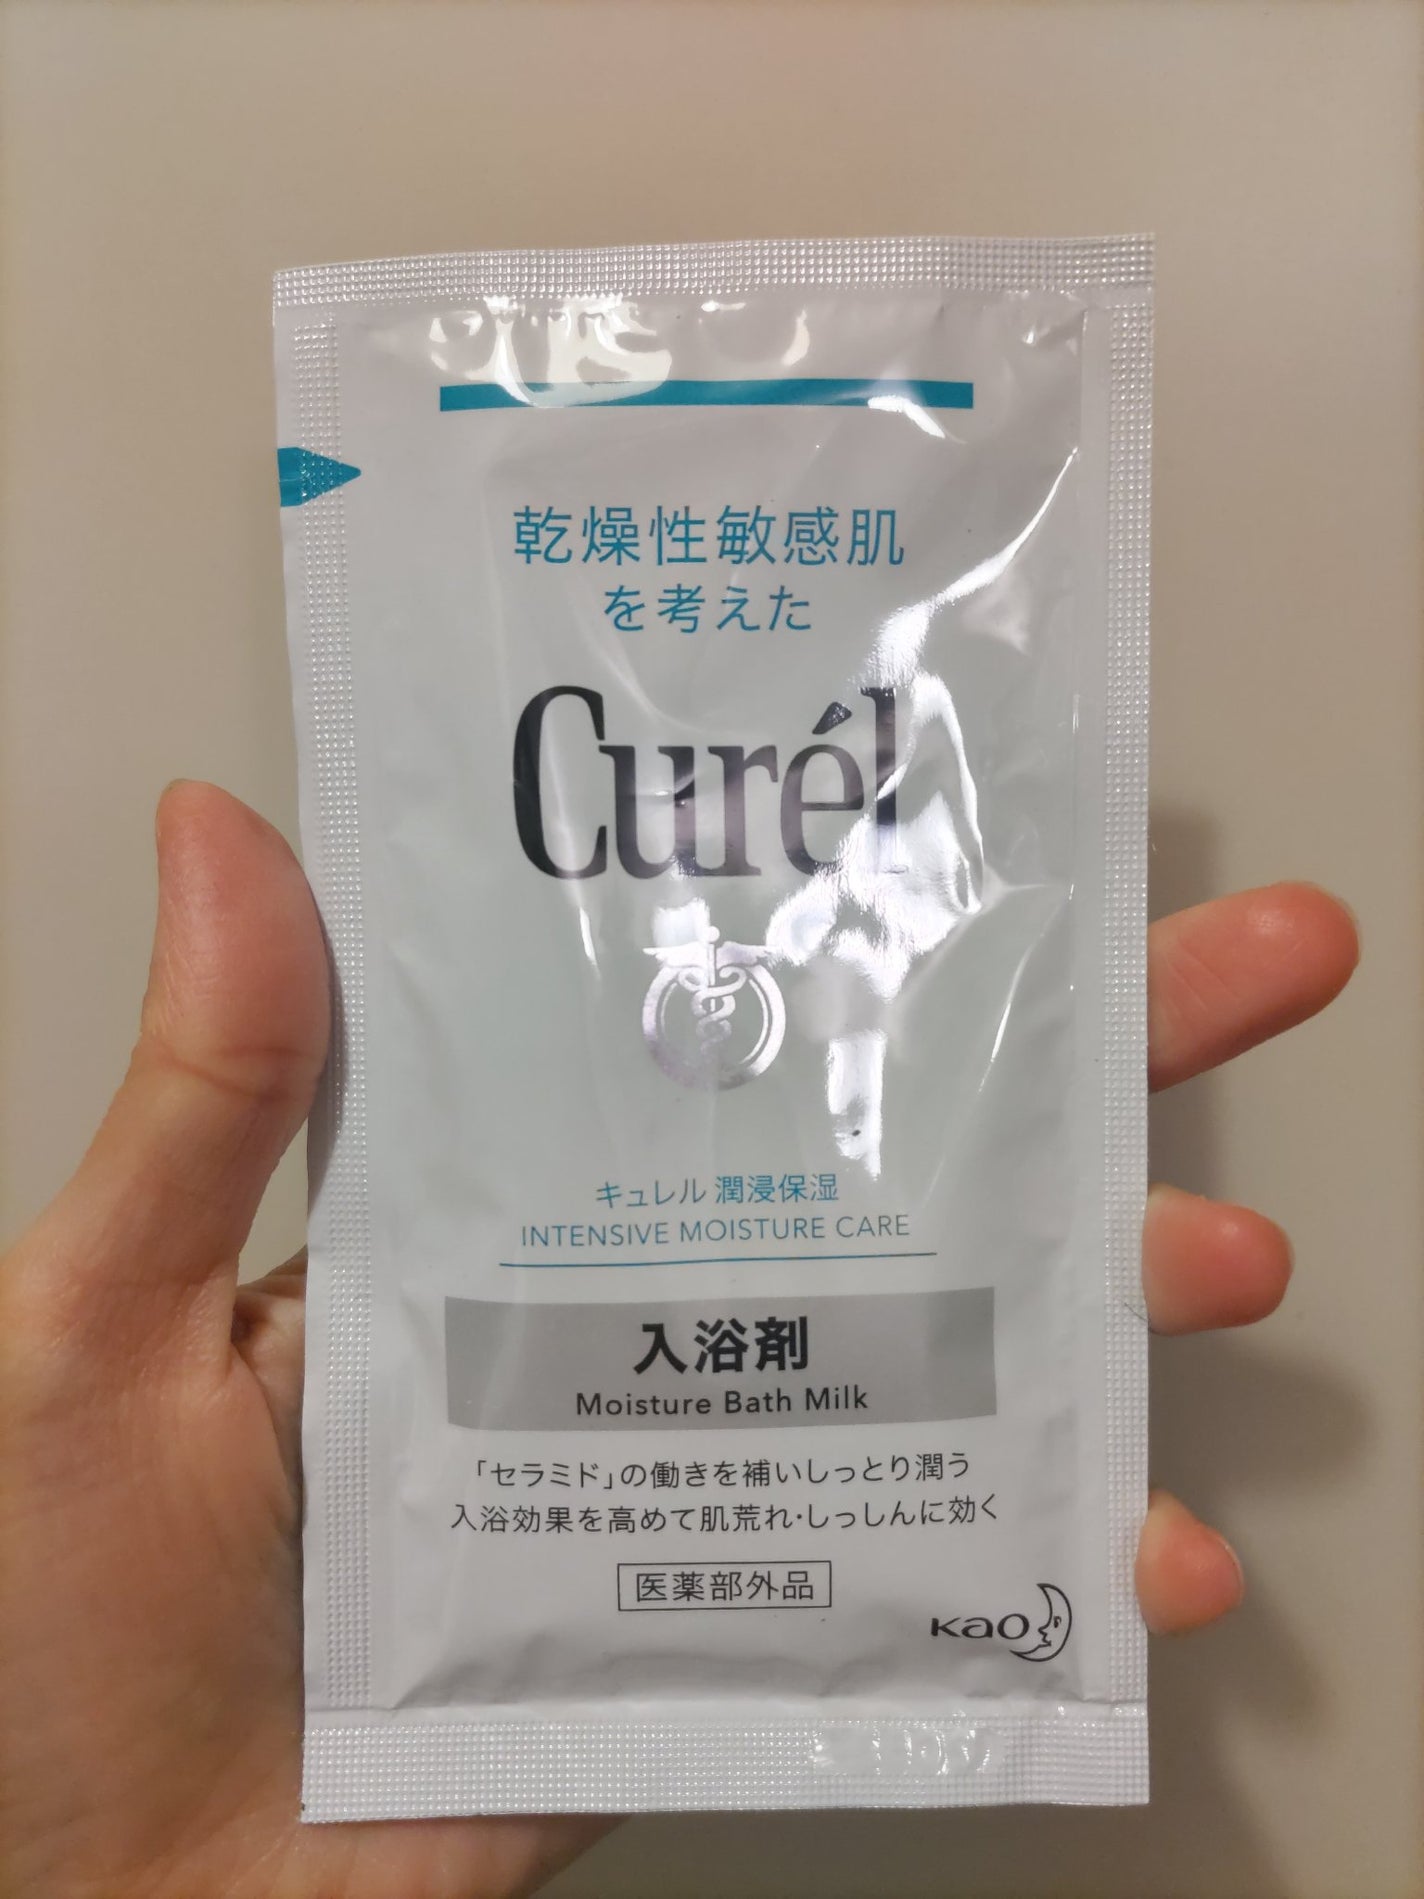 乾燥性敏感肌
を考えた
Curél
キュレル 潤浸保湿
INTENSIVE MOISTURE CARE
入浴剤
Moisture Bath Milk
「セラミド」の働きを補いしっとり潤う
入浴効果を高めて肌荒れ・しっしんに効く
医薬部外品
Kao